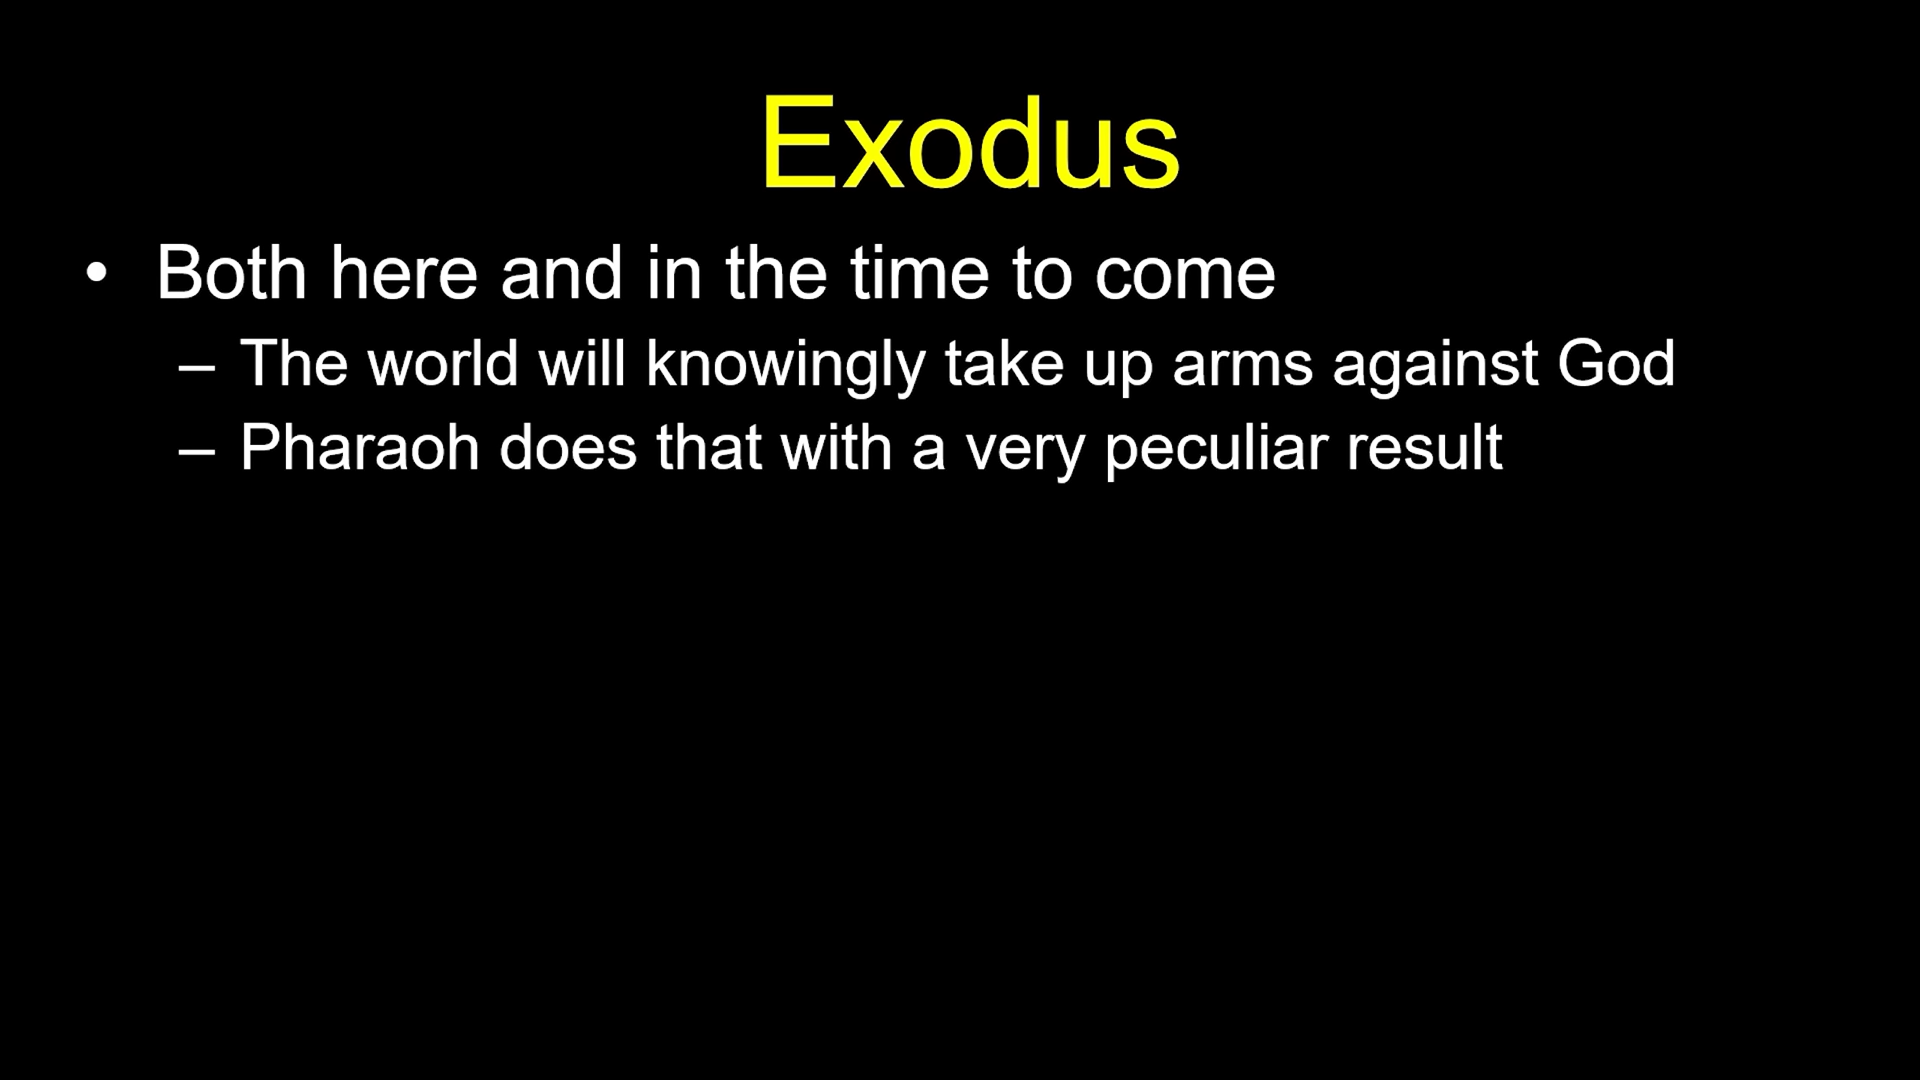 Exodus
• Both here and in the time to come
– The world will knowingly take up arms against God
– Pharaoh does that with a very peculiar result